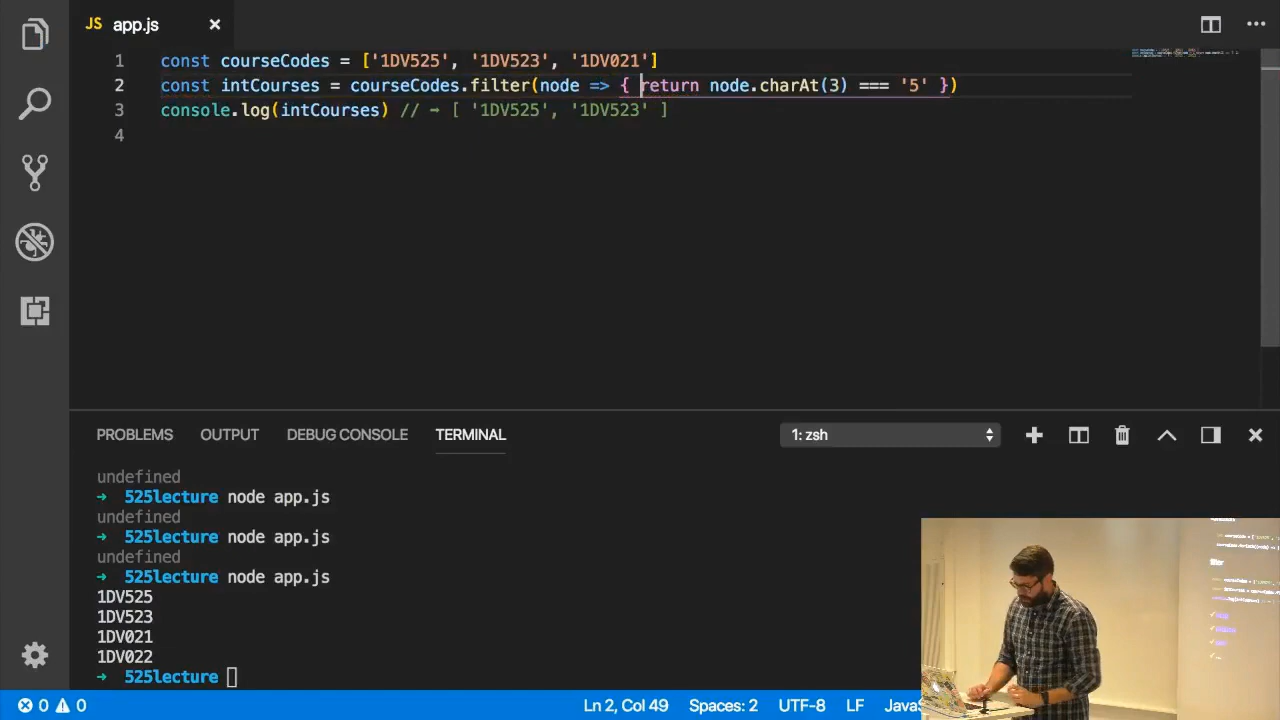 JS app.js
1 const courseCodes = ['1DV525', '1DV523', '1DV021']
2 const intCourses = courseCodes.filter(node => { return node.charAt(3) === '5' })
3 console.log(intCourses) // ➡ [ '1DV525', '1DV523' ]
4
PROBLEMS OUTPUT DEBUG CONSOLE TERMINAL 1: zsh
undefined
➜ 525lecture node app.js
undefined
➜ 525lecture node app.js
undefined
➜ 525lecture node app.js
1DV525
1DV523
1DV021
1DV022
➜ 525lecture
0 0 Ln 2, Col 49 Spaces: 2 UTF-8 LF JavaS